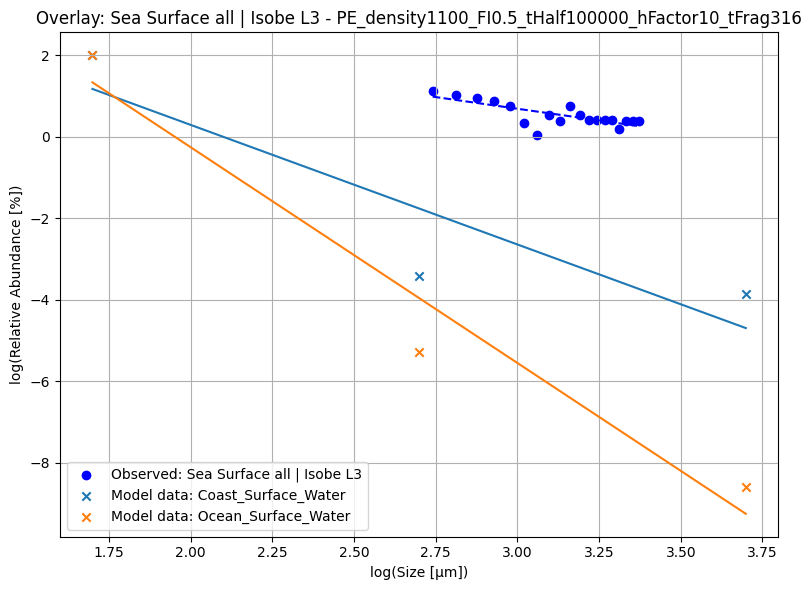 Overlay: Sea Surface all | Isobe L3 - PE_density1100_FI0.5_tHalf100000_hFactor10_tFrag316
log(Relative Abundance [%])
2
0
−2
−4
−6
−8
Observed: Sea Surface all | Isobe L3
Model data: Coast_Surface_Water
Model data: Ocean_Surface_Water
1.75 2.00 2.25 2.50 2.75 3.00 3.25 3.50 3.75
log(Size [μm])